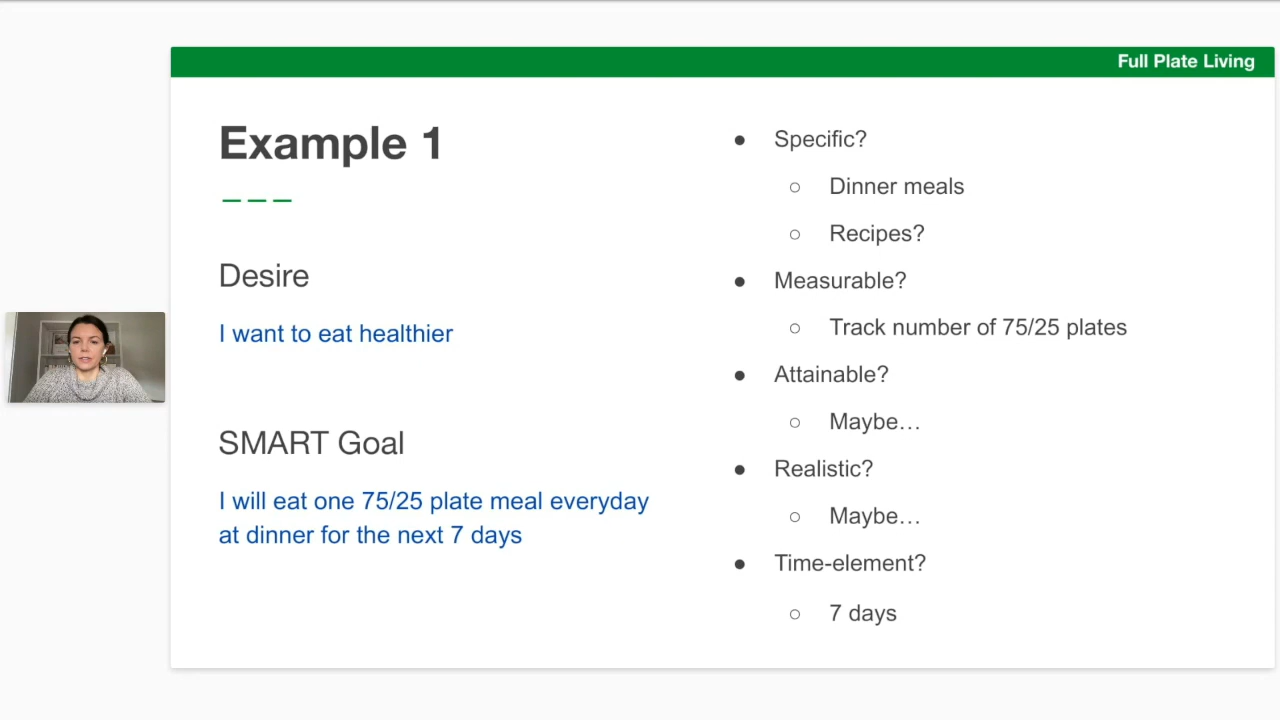 Full Plate Living
Example 1
Desire
I want to eat healthier
SMART Goal
I will eat one 75/25 plate meal everyday
at dinner for the next 7 days
● Specific?
○ Dinner meals
○ Recipes?
● Measurable?
○ Track number of 75/25 plates
● Attainable?
○ Maybe…
● Realistic?
○ Maybe…
● Time-element?
○ 7 days